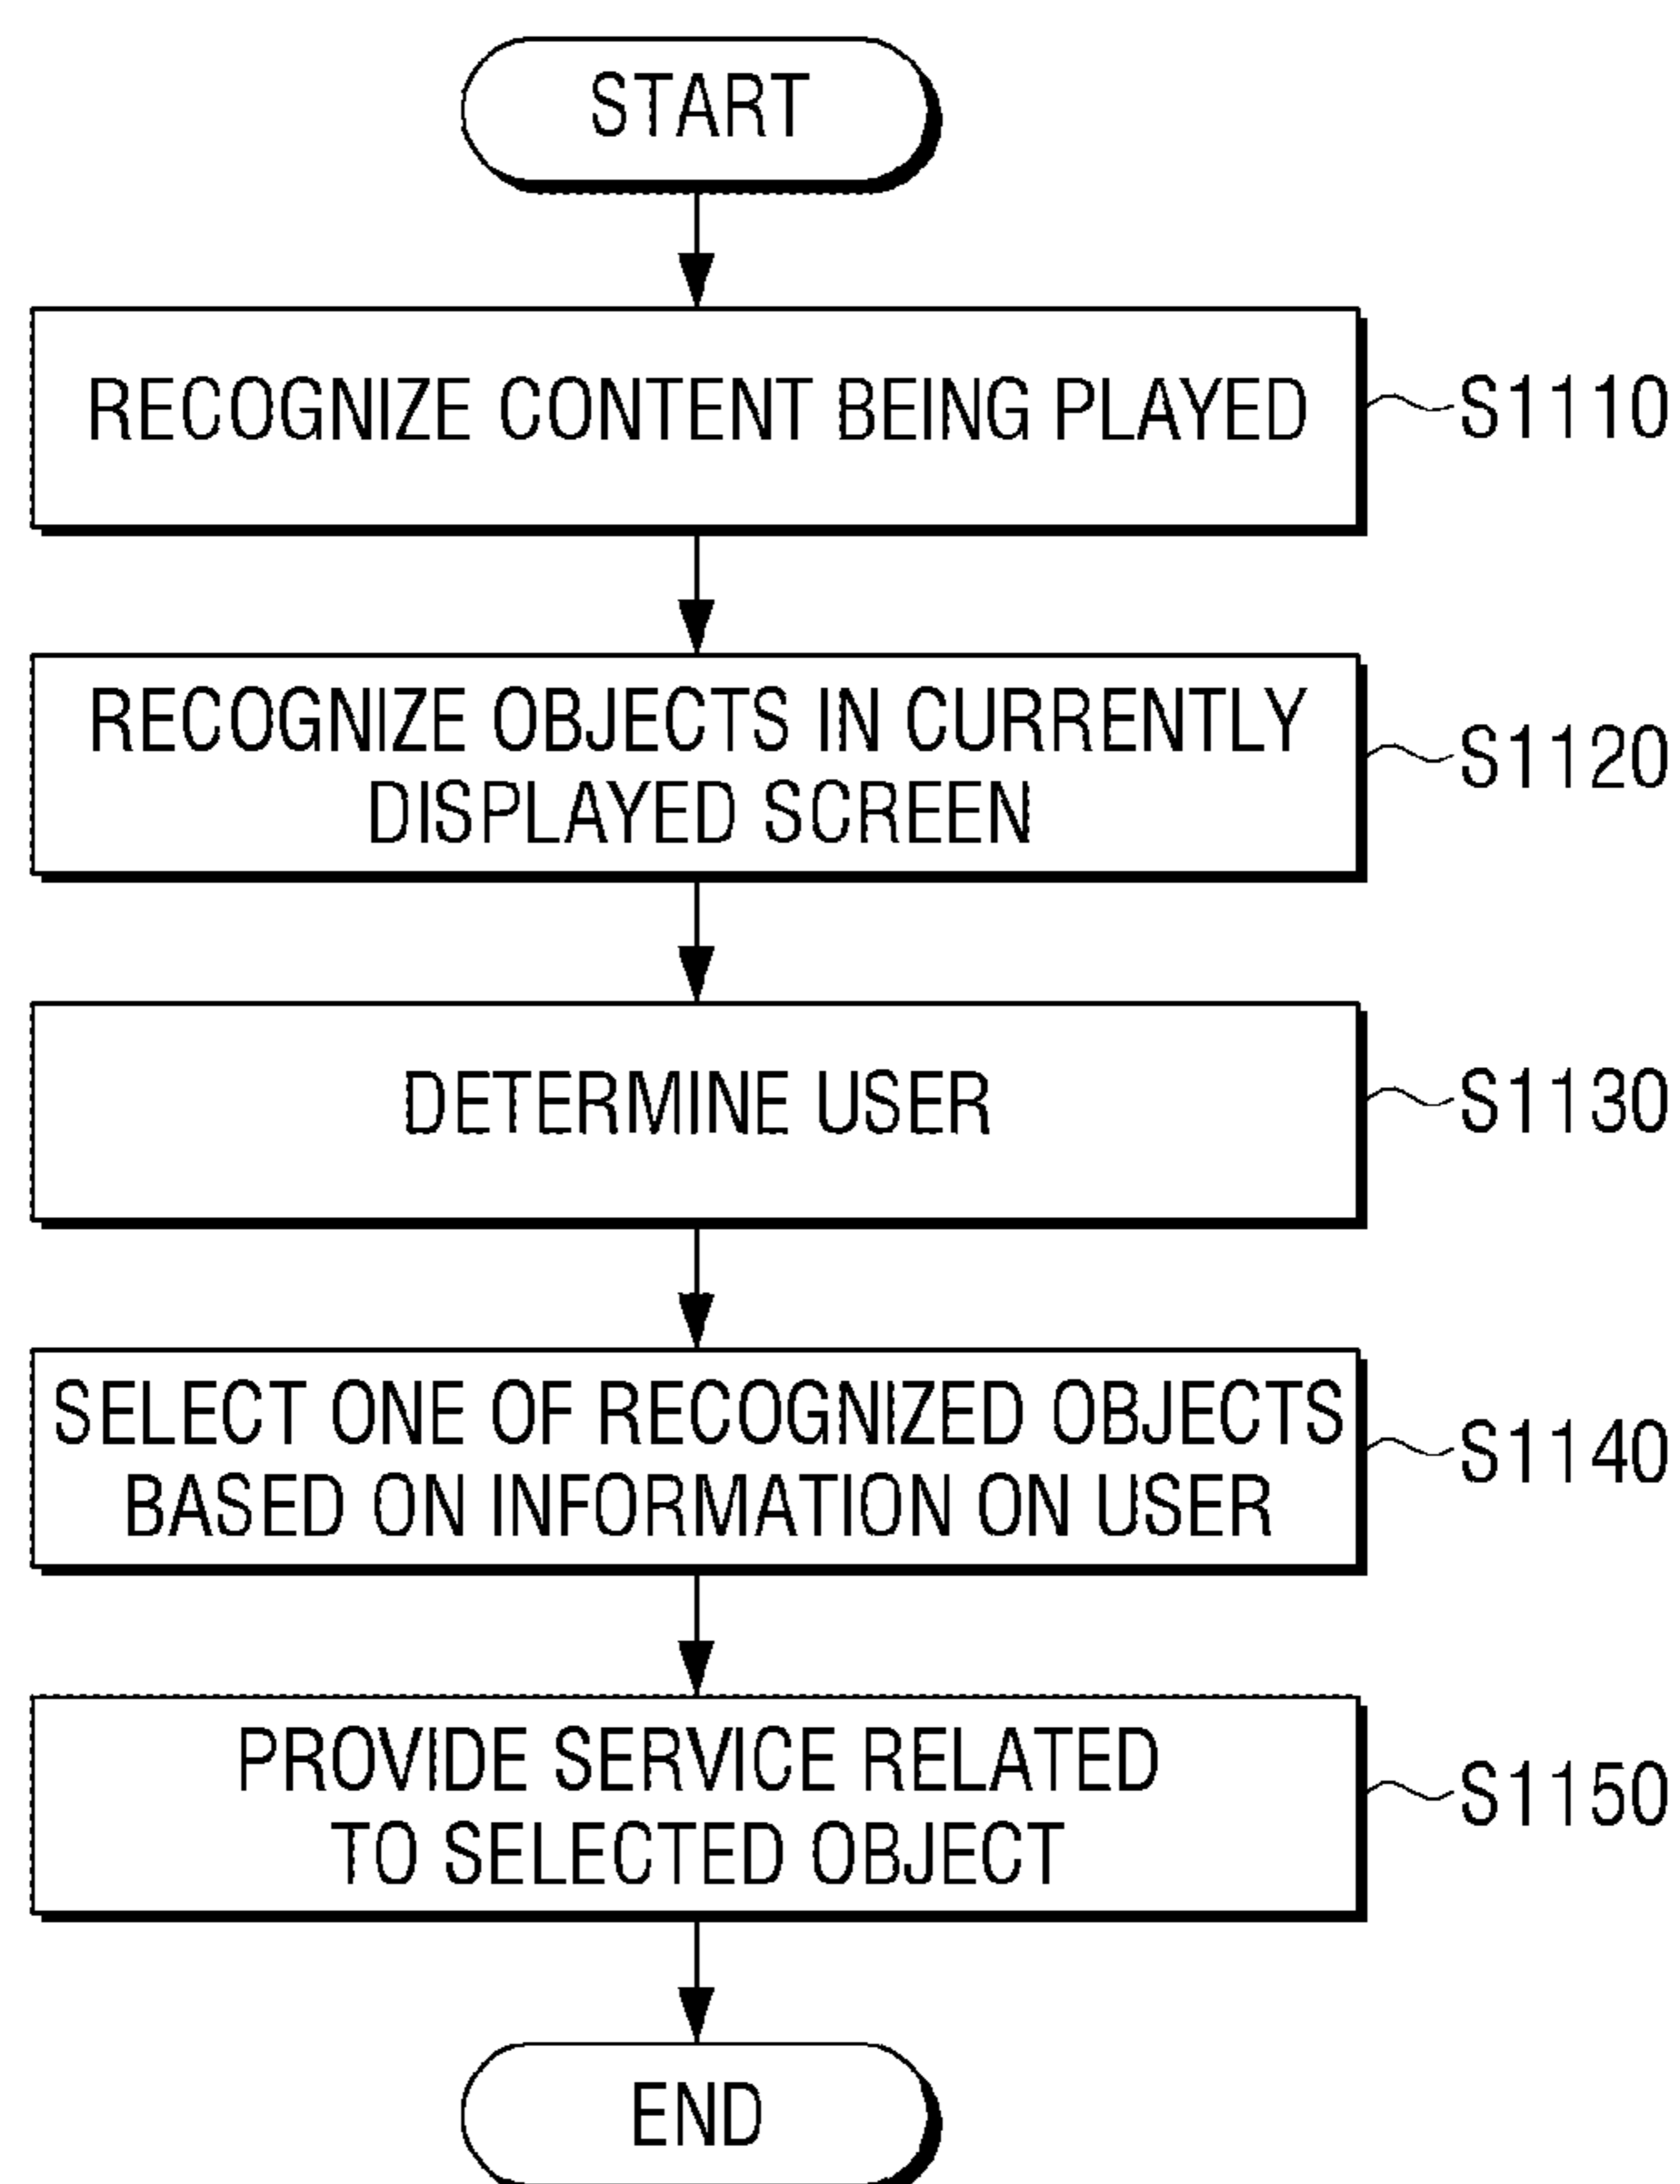 START
RECOGNIZE CONTENT BEING PLAYED
S1110
RECOGNIZE OBJECTS IN CURRENTLY
DISPLAYED SCREEN
S1120
DETERMINE USER
S1130
SELECT ONE OF RECOGNIZED OBJECTS
BASED ON INFORMATION ON USER
S1140
PROVIDE SERVICE RELATED
TO SELECTED OBJECT
S1150
END